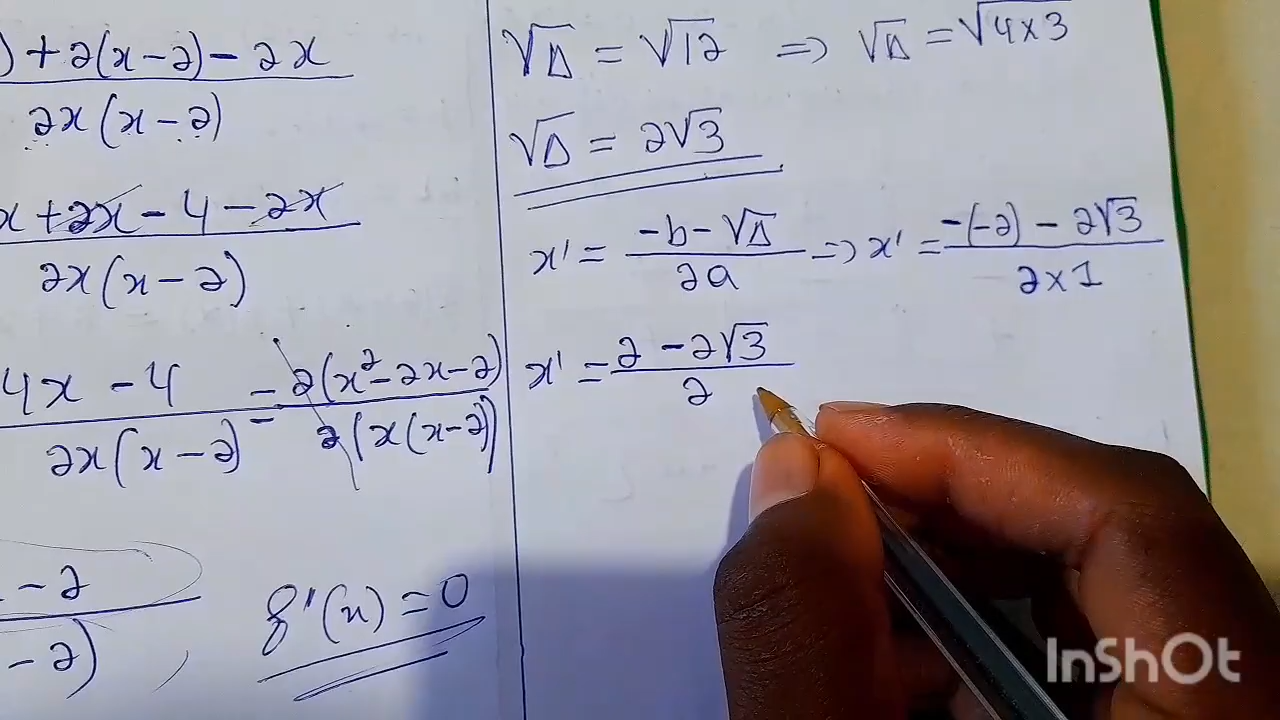 ) + 2(x-2) - 2x
2x(x-2)
x + 2x - 4 - 2x
2x(x-2)
4x - 4 = 2(x²-2x-2)
2x(x-2) - 2(x(x-2))
- 2
- 2) ,
f'(x) = 0
√Δ = √12 => √Δ = √4×3
√Δ = 2√3
x' = -b-√Δ / 2a => x' = -(-2) - 2√3 / 2×1
x' = 2 - 2√3 / 2
InShOt